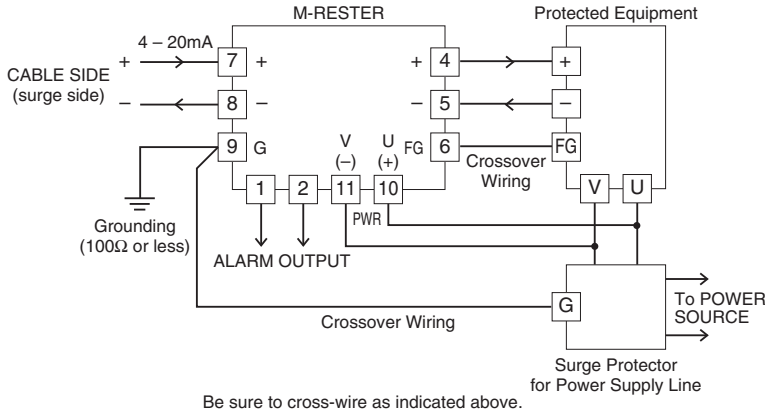 M-RESTER
Protected Equipment
4 – 20mA
CABLE SIDE
(surge side)
+
–
7 +
8 –
9 G
+ 4
– 5
FG 6
+
–
FG
V
(–)
U
(+)
1 2 11 10
PWR
Crossover
Wiring
V U
Grounding
(100Ω or less)
ALARM OUTPUT
G
To POWER
SOURCE
Crossover Wiring
Surge Protector
for Power Supply Line
Be sure to cross-wire as indicated above.